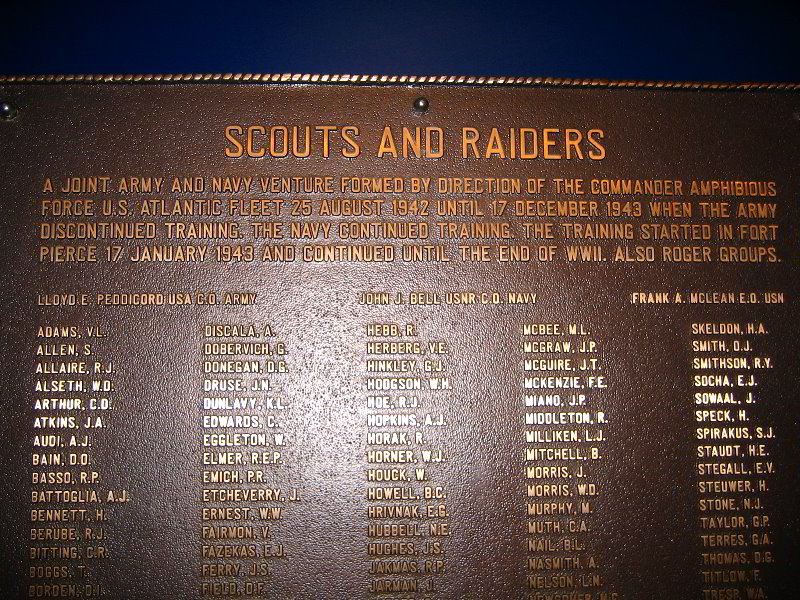 SCOUTS AND RAIDERS
A JOINT ARMY AND NAVY VENTURE FORMED BY DIRECTION OF THE COMMANDER AMPHIBIOUS
FORCE U.S. ATLANTIC FLEET 25 AUGUST 1942 UNTIL 17 DECEMBER 1943 WHEN THE ARMY
DISCONTINUED TRAINING. THE NAVY CONTINUED TRAINING. THE TRAINING STARTED IN FORT
PIERCE 17 JANUARY 1943 AND CONTINUED UNTIL THE END OF WWII. ALSO ROGER GROUPS.
LLOYD E. PEDDICORD USA C.O. ARMY JOHN J. BELL USNR C.O. NAVY FRANK A. MCLEAN E.O. USN
ADAMS, V.L.
ALLEN, S.
ALLAIRE, R.J.
ALSETH, W.D.
ARTHUR, C.D.
ATKINS, J.A.
AUDI, A.J.
BAIN, D.O.
BASSO, R.P.
BATTOGLIA, A.J.
BENNETT, H.
BERUBE, R.J.
BITTING, C.R.
BOGGS, T.
BORDEN, D.I.
DISCALA, A.
DOBERVICH, G.
DONEGAN, D.G.
DRUSE, J.N.
DUNLAVY, K.L.
EDWARDS, C.
EGGLETON, W.
ELMER, R.E.P.
EMICH, P.R.
ETCHEVERRY, J.
ERNEST, W.W.
FAIRMON, V.
FAZEKAS, E.J.
FERRY, J.S.
FIELD, D.F.
HEBB, R.
HERBERG, V.E.
HINKLEY, G.J.
HODGSON, W.H.
HOE, R.J.
HOPKINS, A.J.
HORAK, R.
HORNER, W.J.
HOUCK, W.
HOWELL, B.C.
HRIVNAK, E.G.
HUBBELL, N.E.
HUGHES, J.S.
JAKMAS, R.P.
JARMAN, J.
MCBEE, M.L.
MCGRAW, J.P.
MCGUIRE, J.T.
MCKENZIE, F.E.
MIANO, J.P.
MIDDLETON, R.
MILLIKEN, L.J.
MITCHELL, B.
MORRIS, J.
MORRIS, W.D.
MURPHY, M.
MUTH, C.A.
NAIL, B.L.
NASMITH, A.
NELSON, L.N.
SKELDON, H.A.
SMITH, O.J.
SMITHSON, R.Y.
SOCHA, E.J.
SOWAAL, J.
SPECK, H.
SPIRAKUS, S.J.
STAUDT, H.E.
STEGALL, E.V.
STEUWER, H.
STONE, N.J.
TAYLOR, G.P.
TERRES, G.A.
THOMAS, D.G.
TITLOW, F.
TRESP, W.A.